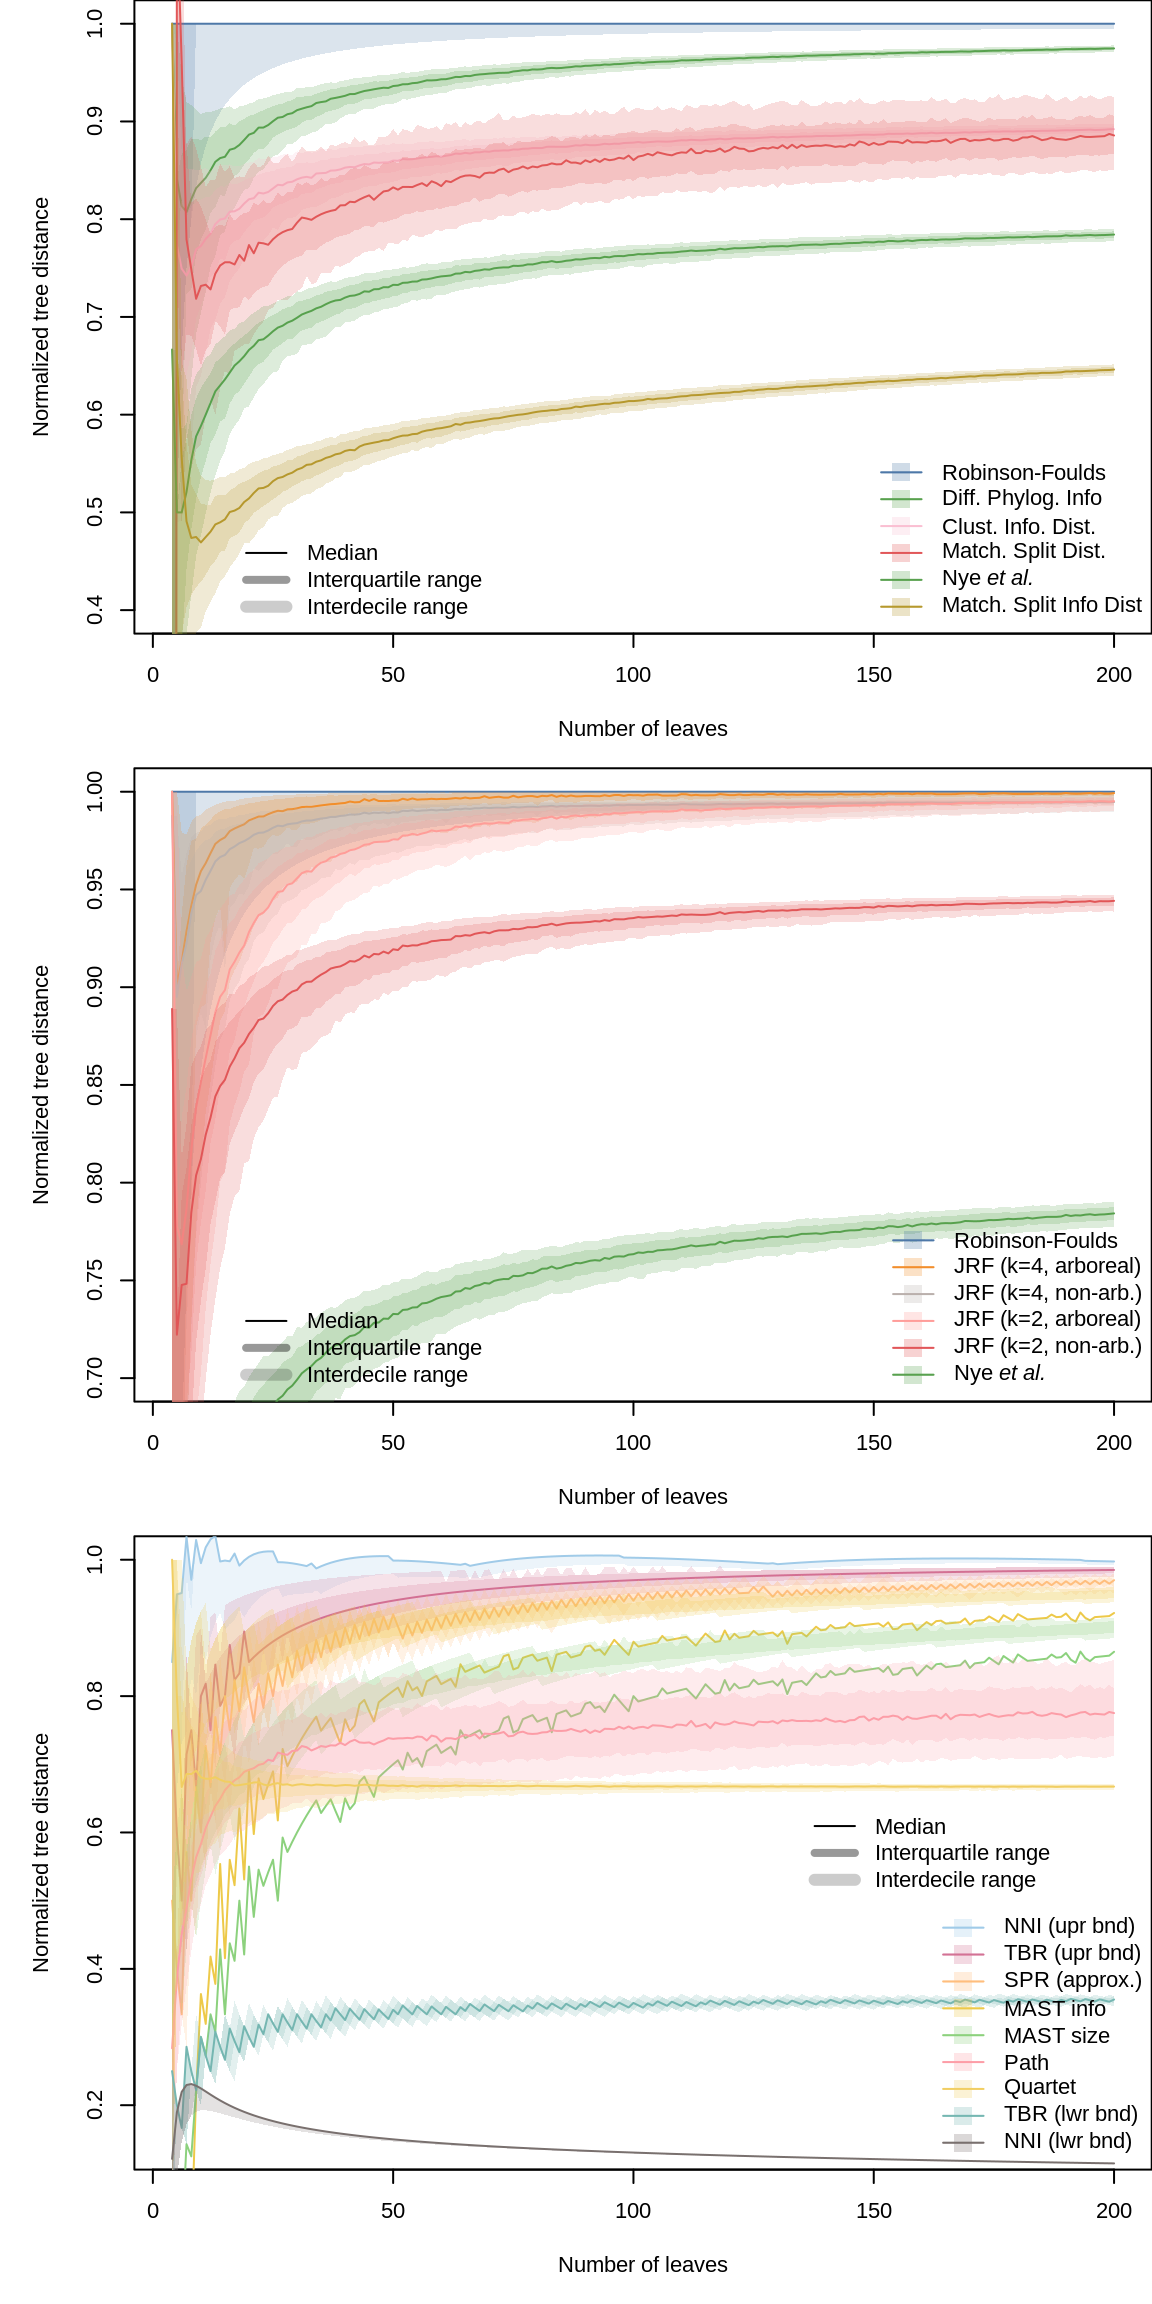 1.0
0.9
0.8
0.7
0.6
0.5
0.4
Normalized tree distance
Robinson-Foulds
Diff. Phylog. Info
Clust. Info. Dist.
Match. Split Dist.
Nye et al.
Match. Split Info Dist
Median
Interquartile range
Interdecile range
0 50 100 150 200
Number of leaves
1.00
0.95
0.90
0.85
0.80
0.75
0.70
Normalized tree distance
Robinson-Foulds
JRF (k=4, arboreal)
JRF (k=4, non-arb.)
JRF (k=2, arboreal)
JRF (k=2, non-arb.)
Nye et al.
Median
Interquartile range
Interdecile range
0 50 100 150 200
Number of leaves
1.0
0.8
0.6
0.4
0.2
Normalized tree distance
Median
Interquartile range
Interdecile range
NNI (upr bnd)
TBR (upr bnd)
SPR (approx.)
MAST info
MAST size
Path
Quartet
TBR (lwr bnd)
NNI (lwr bnd)
0 50 100 150 200
Number of leaves